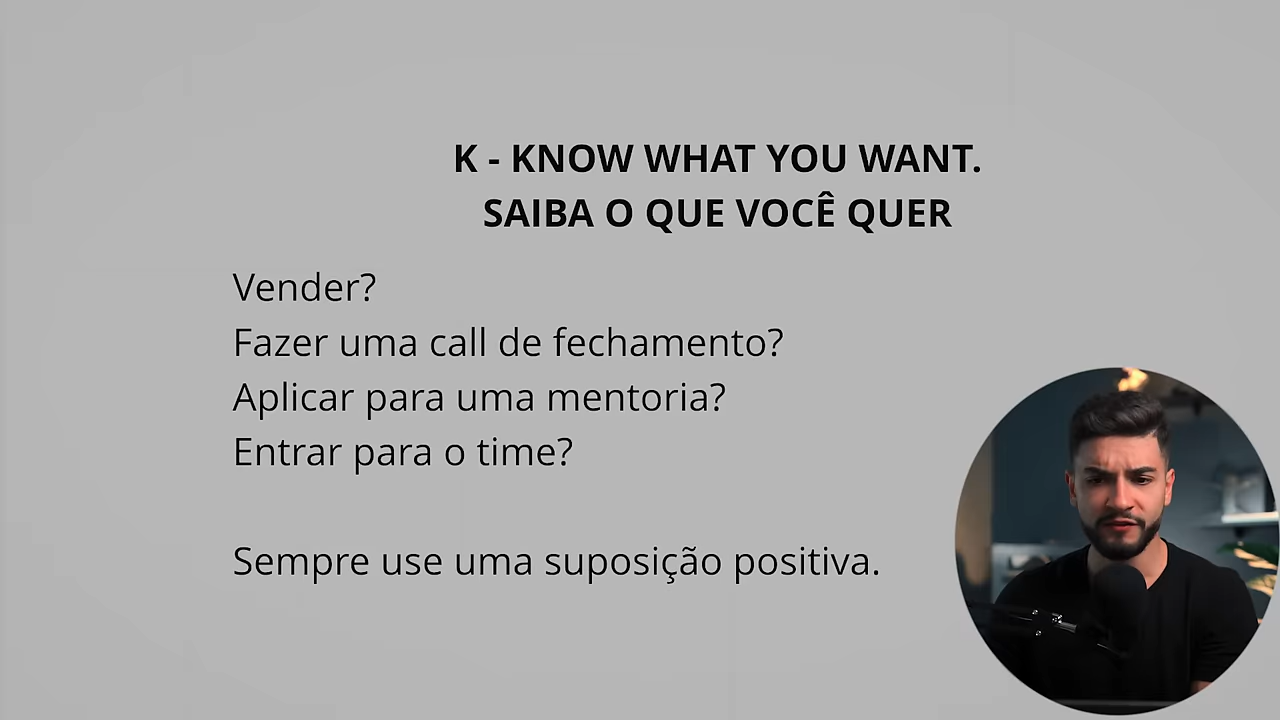 K - KNOW WHAT YOU WANT.
SAIBA O QUE VOCÊ QUER
Vender?
Fazer uma call de fechamento?
Aplicar para uma mentoria?
Entrar para o time?
Sempre use uma suposição positiva.